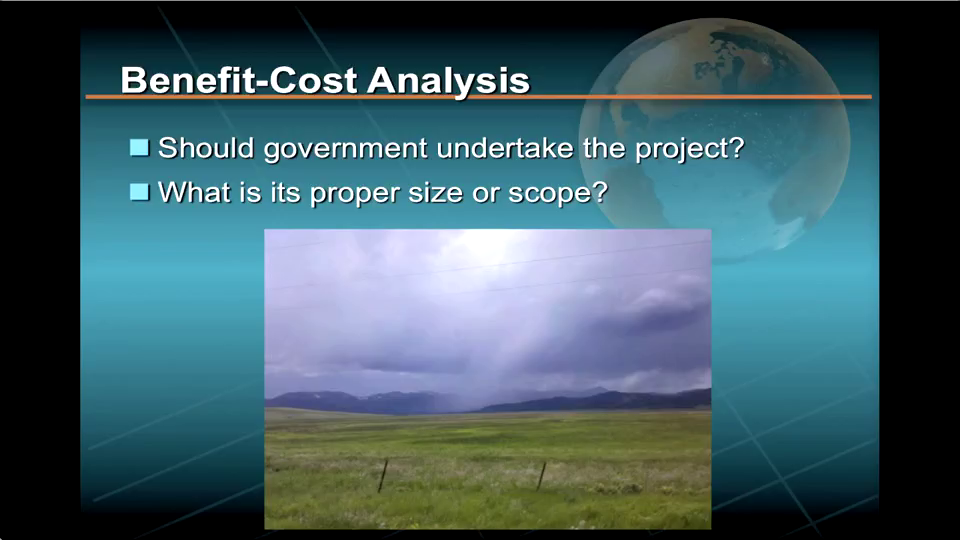 Benefit-Cost Analysis
Should government undertake the project?
What is its proper size or scope?